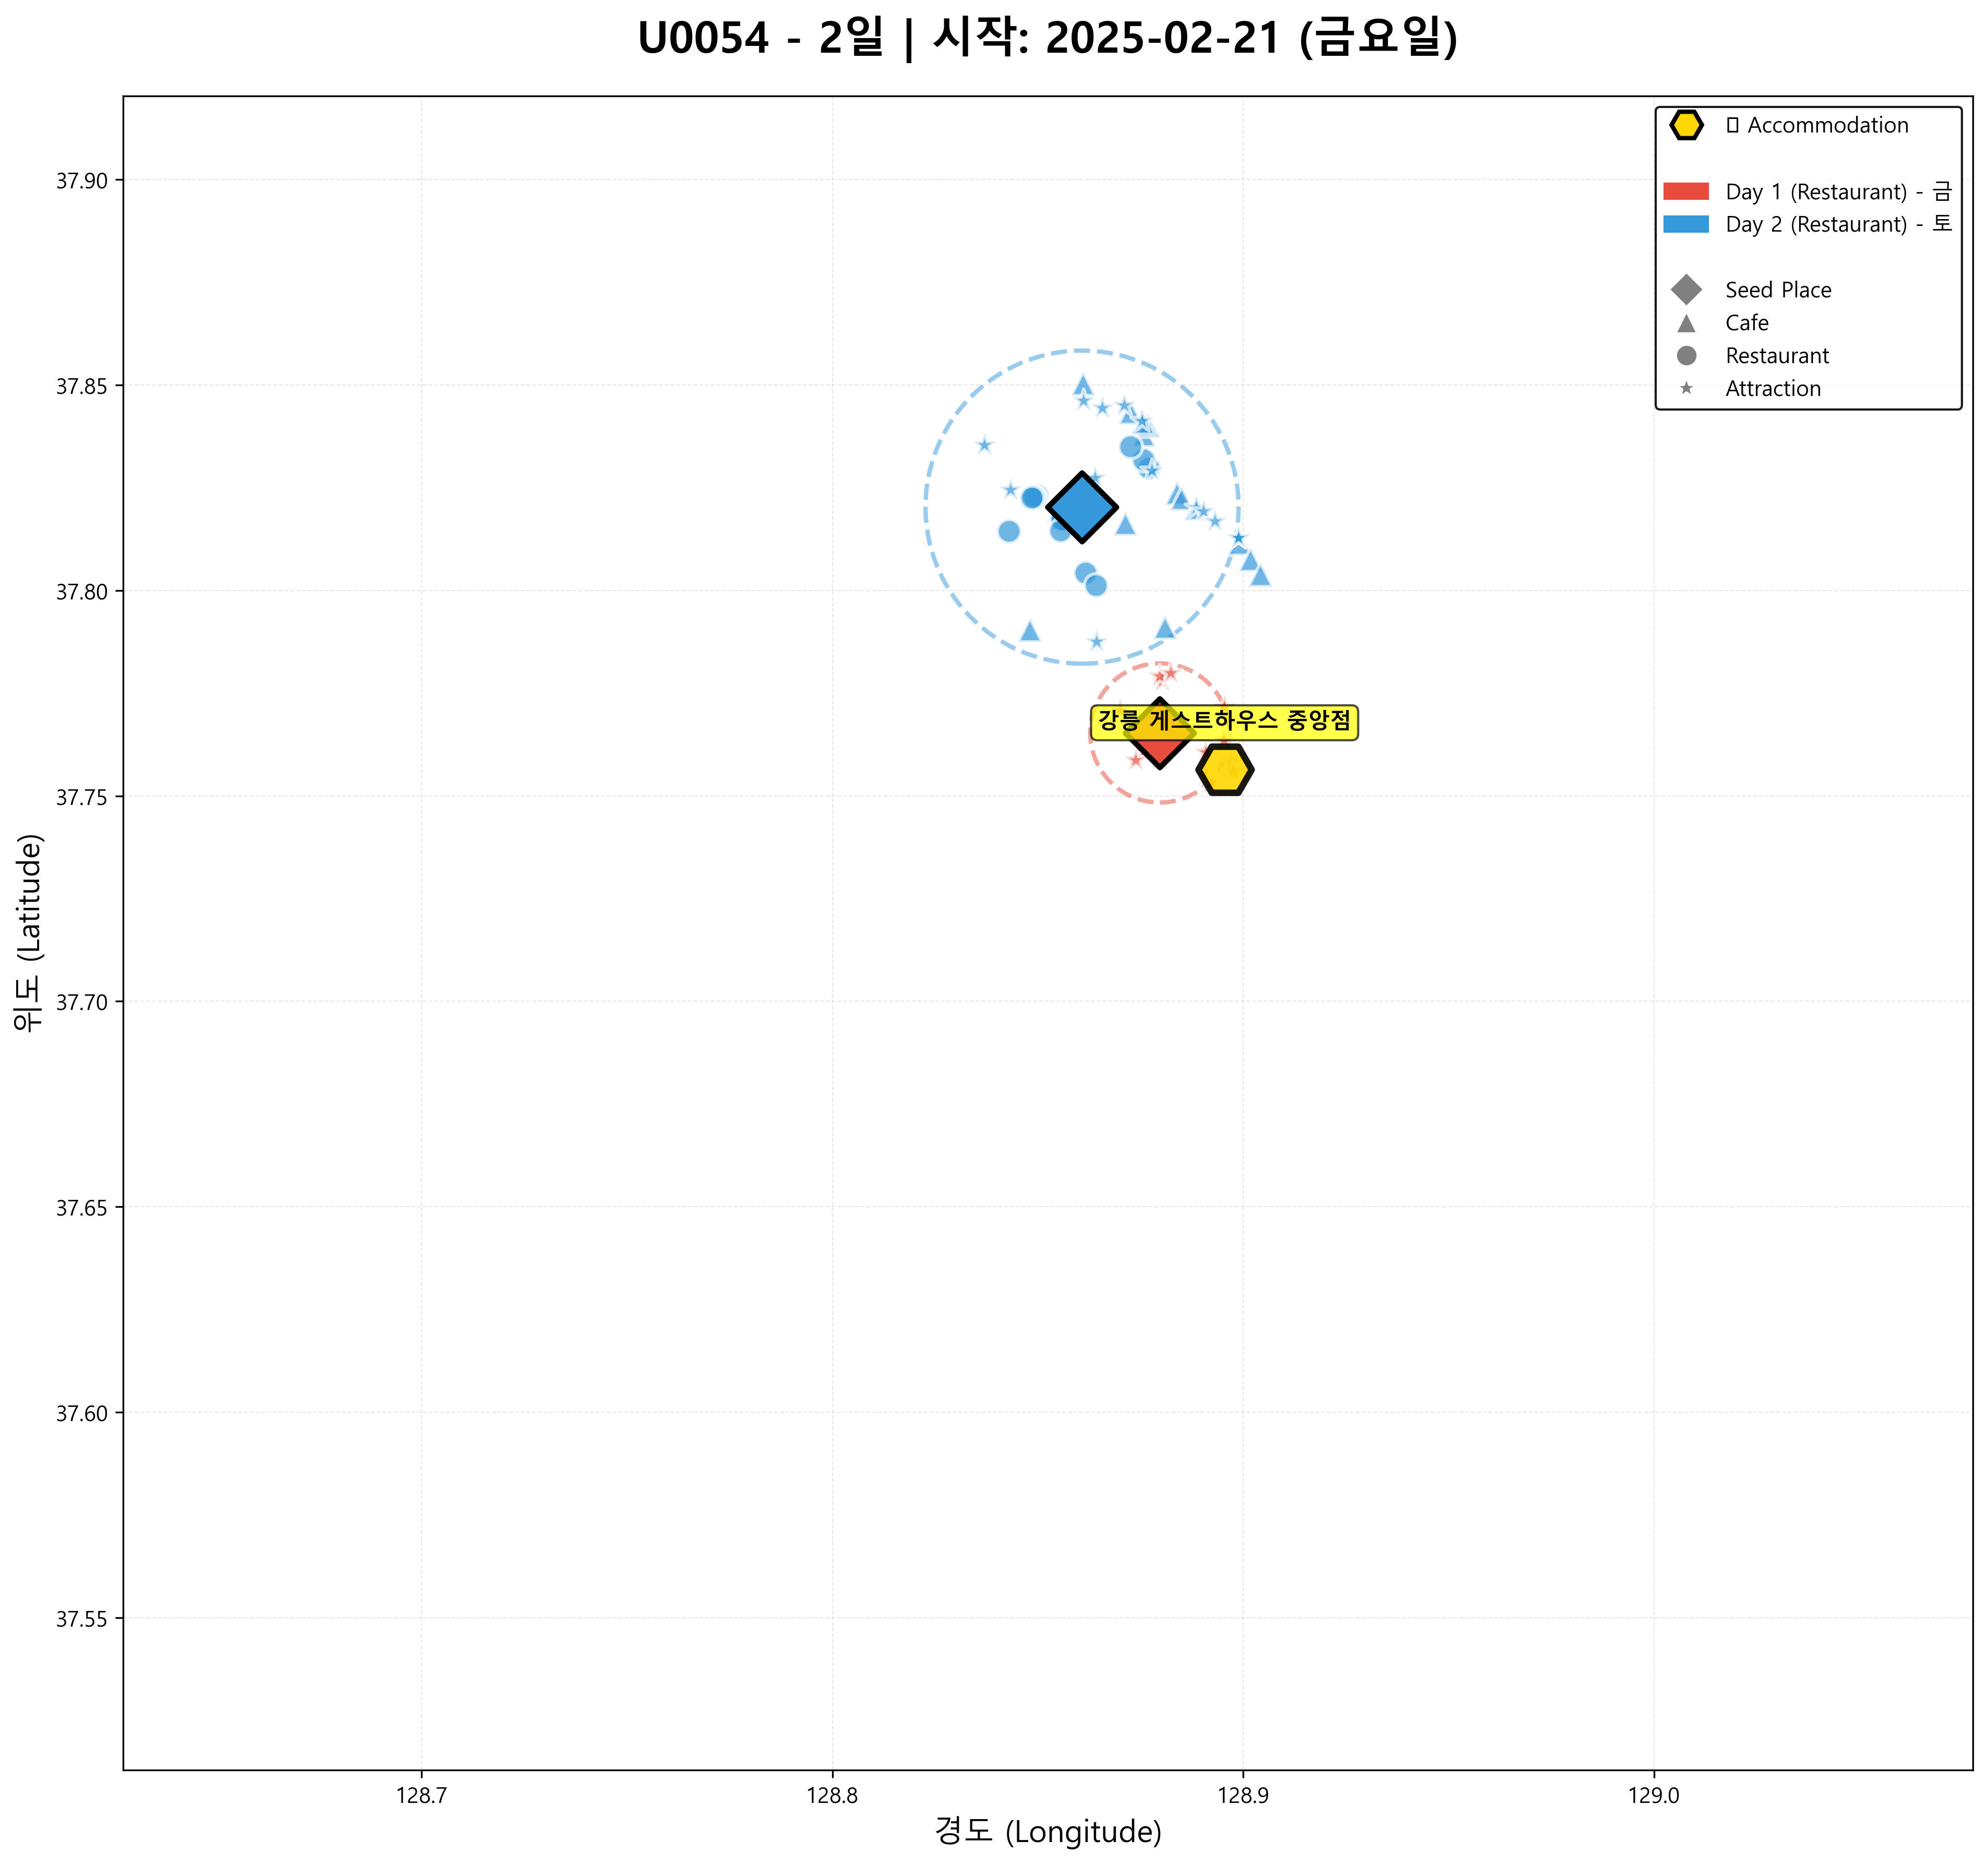 U0054 - 2일 | 시작: 2025-02-21 (금요일)
Accommodation
Day 1 (Restaurant) - 금
Day 2 (Restaurant) - 토
Seed Place
Cafe
Restaurant
Attraction
37.90
37.85
37.80
37.75
37.70
37.65
37.60
37.55
위도 (Latitude)
강릉 게스트하우스 중앙점
128.7
128.8
128.9
129.0
경도 (Longitude)